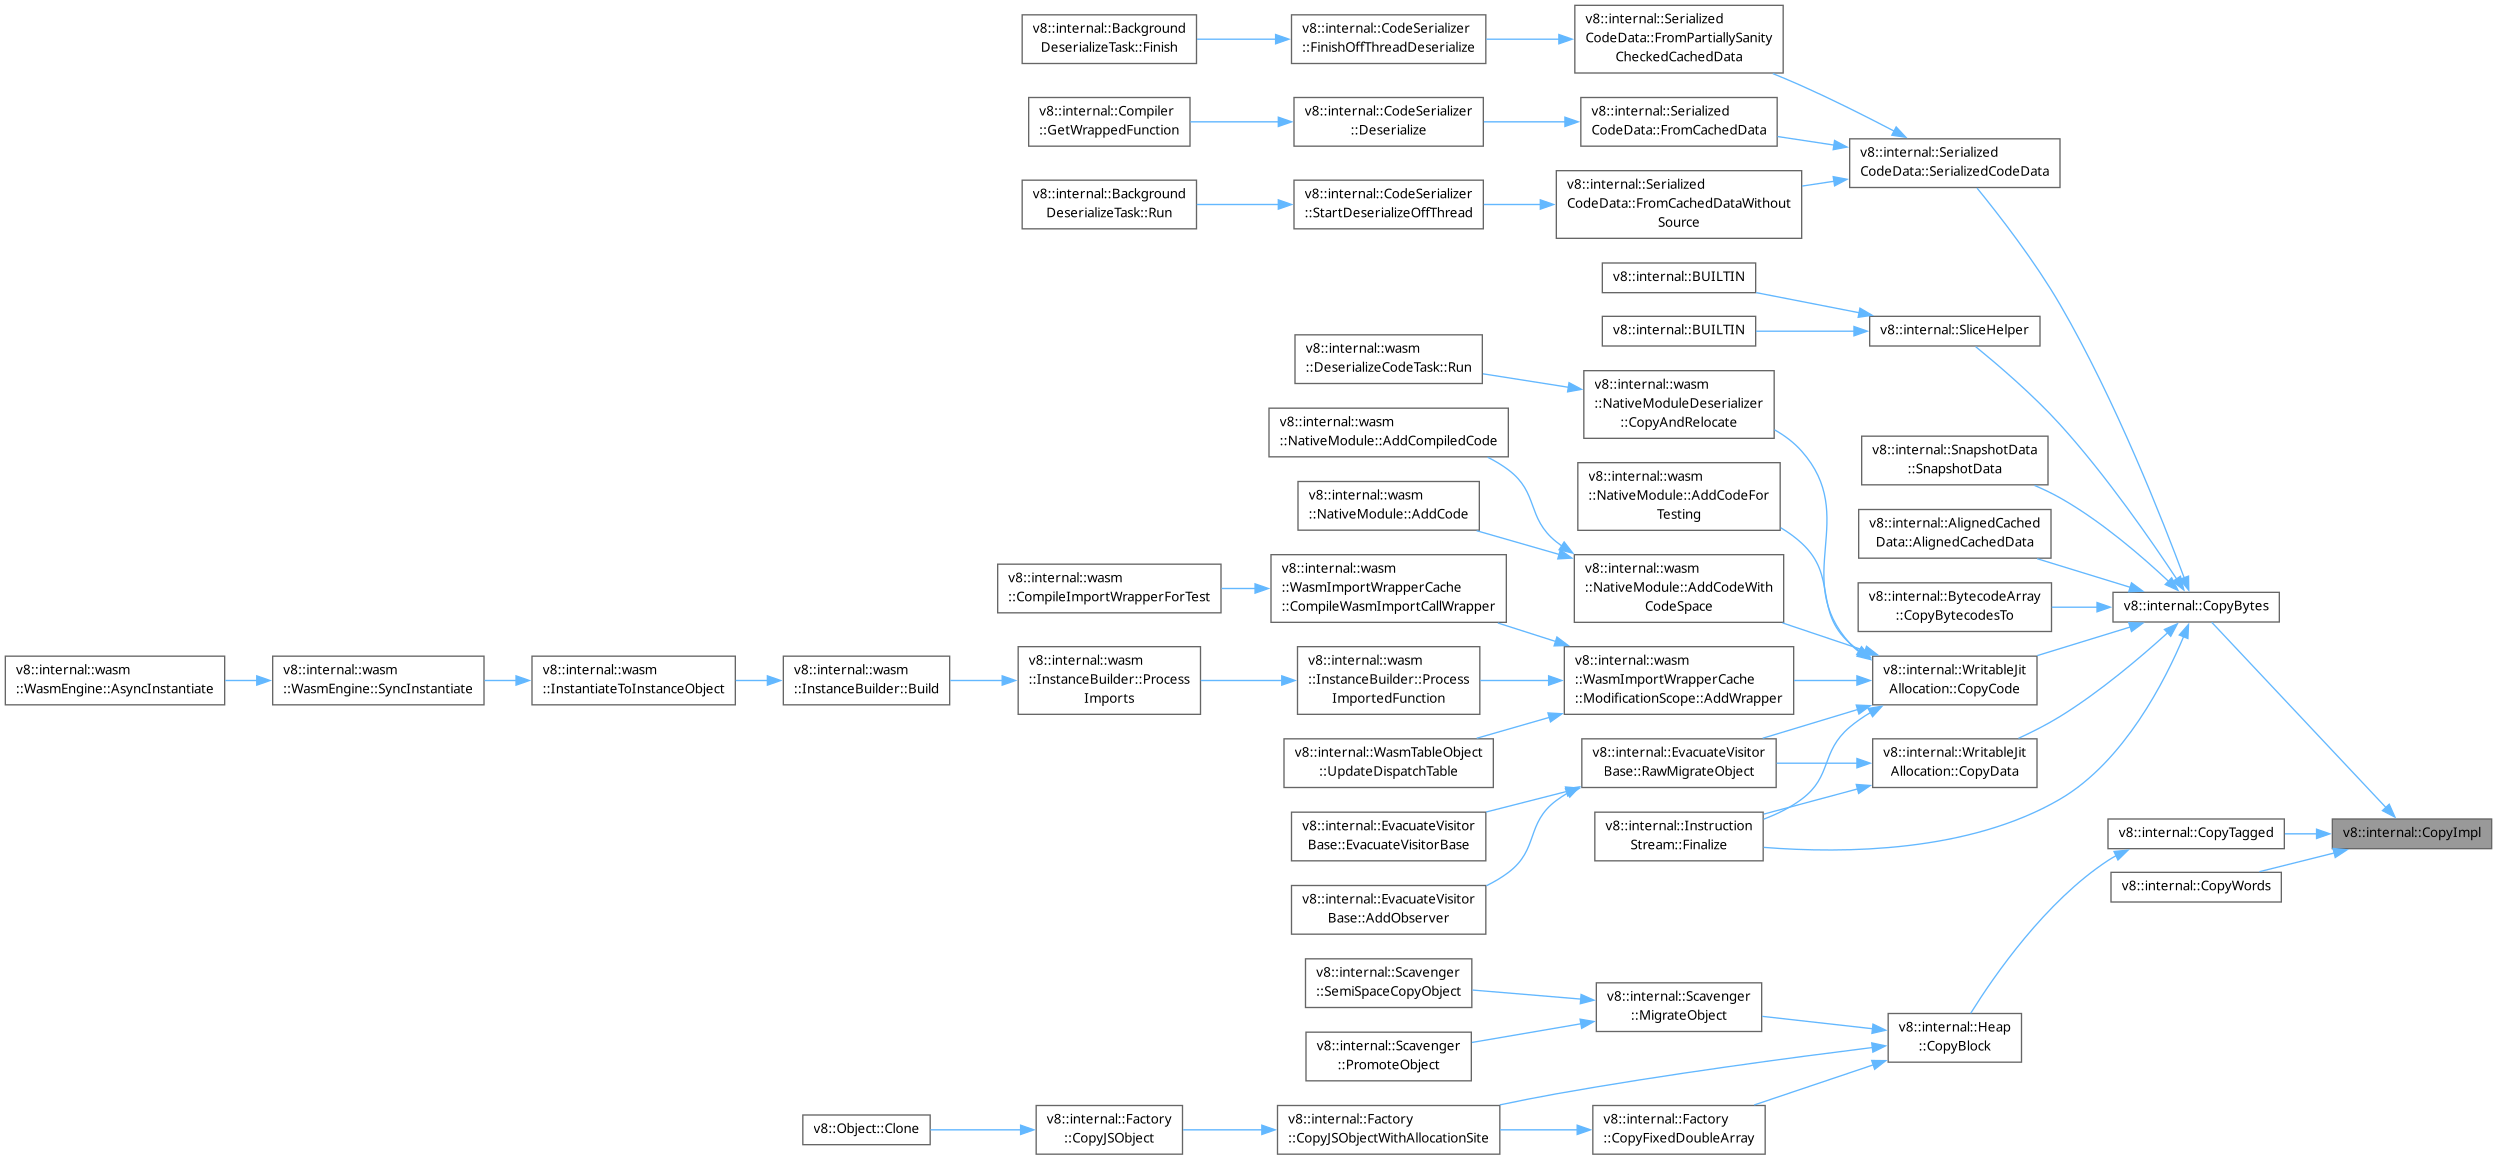 v8::internal::Background
DeserializeTask::Finish
v8::internal::CodeSerializer
::FinishOffThreadDeserialize
v8::internal::Serialized
CodeData::FromPartiallySanity
CheckedCachedData
v8::internal::Compiler
::GetWrappedFunction
v8::internal::CodeSerializer
::Deserialize
v8::internal::Serialized
CodeData::FromCachedData
v8::internal::Serialized
CodeData::SerializedCodeData
v8::internal::Background
DeserializeTask::Run
v8::internal::CodeSerializer
::StartDeserializeOffThread
v8::internal::Serialized
CodeData::FromCachedDataWithout
Source
v8::internal::BUILTIN
v8::internal::BUILTIN
v8::internal::SliceHelper
v8::internal::wasm
::DeserializeCodeTask::Run
v8::internal::wasm
::NativeModuleDeserializer
::CopyAndRelocate
v8::internal::wasm
::NativeModule::AddCompiledCode
v8::internal::SnapshotData
::SnapshotData
v8::internal::wasm
::NativeModule::AddCode
v8::internal::wasm
::NativeModule::AddCodeFor
Testing
v8::internal::AlignedCached
Data::AlignedCachedData
v8::internal::wasm
::CompileImportWrapperForTest
v8::internal::wasm
::WasmImportWrapperCache
::CompileWasmImportCallWrapper
v8::internal::wasm
::NativeModule::AddCodeWith
CodeSpace
v8::internal::BytecodeArray
::CopyBytecodesTo
v8::internal::CopyBytes
v8::internal::wasm
::WasmEngine::AsyncInstantiate
v8::internal::wasm
::WasmEngine::SyncInstantiate
v8::internal::wasm
::InstantiateToInstanceObject
v8::internal::wasm
::InstanceBuilder::Build
v8::internal::wasm
::InstanceBuilder::Process
Imports
v8::internal::wasm
::InstanceBuilder::Process
ImportedFunction
v8::internal::wasm
::WasmImportWrapperCache
::ModificationScope::AddWrapper
v8::internal::WritableJit
Allocation::CopyCode
v8::internal::WasmTableObject
::UpdateDispatchTable
v8::internal::EvacuateVisitor
Base::RawMigrateObject
v8::internal::WritableJit
Allocation::CopyData
v8::internal::EvacuateVisitor
Base::EvacuateVisitorBase
v8::internal::Instruction
Stream::Finalize
v8::internal::CopyTagged
v8::internal::CopyImpl
v8::internal::EvacuateVisitor
Base::AddObserver
v8::internal::CopyWords
v8::internal::Scavenger
::SemiSpaceCopyObject
v8::internal::Scavenger
::MigrateObject
v8::internal::Heap
::CopyBlock
v8::internal::Scavenger
::PromoteObject
v8::Object::Clone
v8::internal::Factory
::CopyJSObject
v8::internal::Factory
::CopyJSObjectWithAllocationSite
v8::internal::Factory
::CopyFixedDoubleArray